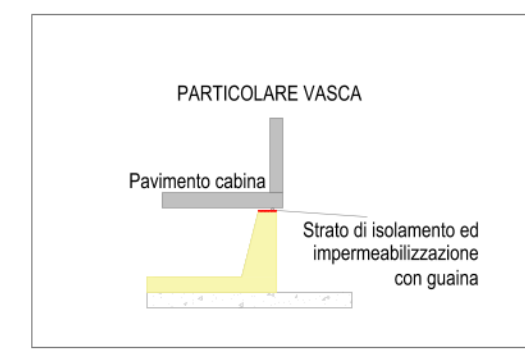 PARTICOLARE VASCA
Pavimento cabina
Strato di isolamento ed
impermeabilizzazione
con guaina